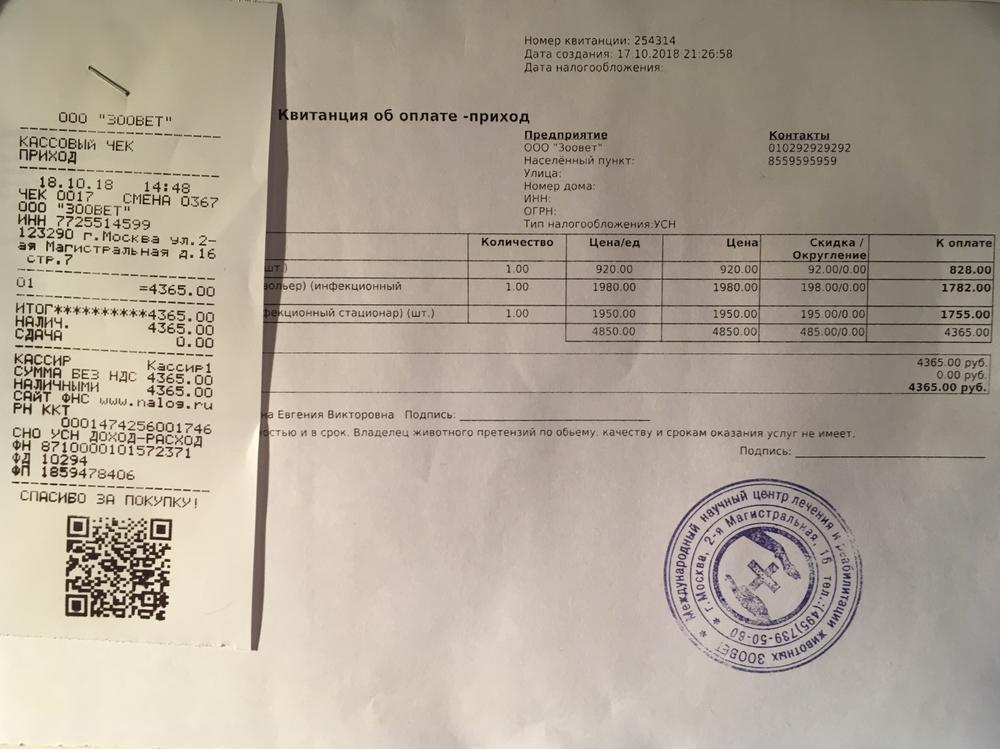 ООО "ЗООВЕТ"
КАССОВЫЙ ЧЕК
ПРИХОД
18.10.18 14:48
ЧЕК 0017 СМЕНА 0367
ООО "ЗООВЕТ"
ИНН 7725514599
123290 г.Москва ул.2-
ая Магистральная д.16
стр.7
01 =4365.00
ИТОГ**********4365.00
НАЛИЧ. 4365.00
СДАЧА 0.00
КАССИР Кассир1
СУММА БЕЗ НДС 4365.00
НАЛИЧНЫМИ 4365.00
САЙТ ФНС www.nalog.ru
РН ККТ
0001474256001746
СНО УСН ДОХОД-РАСХОД
ФН 8710000101572371
ФД 10294
ФП 1859478406
СПАСИБО ЗА ПОКУПКУ!
Номер квитанции: 254314
Дата создания: 17.10.2018 21:26:58
Дата налогообложения:
Квитанция об оплате -приход
Предприятие
ООО "Зоовет"
Населённый пункт:
Улица:
Номер дома:
ИНН:
ОГРН:
Тип налогообложения:УСН
Контакты
010292929292
8559595959
Количество Цена/ед Цена Скидка / Округление К оплате
шт.) 1.00 920.00 920.00 92.00/0.00 828.00
вольер) (инфекционный 1.00 1980.00 1980.00 198.00/0.00 1782.00
фекционный стационар) (шт.) 1.00 1950.00 1950.00 195.00/0.00 1755.00
4850.00 4850.00 485.00/0.00 4365.00
4365.00 руб.
0.00 руб.
4365.00 руб.
на Евгения Викторовна Подпись:
остью и в срок. Владелец животного претензий по обьему, качеству и срокам оказания услуг не имеет.
Подпись:
Международный научный центр лечения и реабилитации животных ЗООВЕТ
г.Москва, 2-я Магистральная, 16 тел.:(495)739-50-80